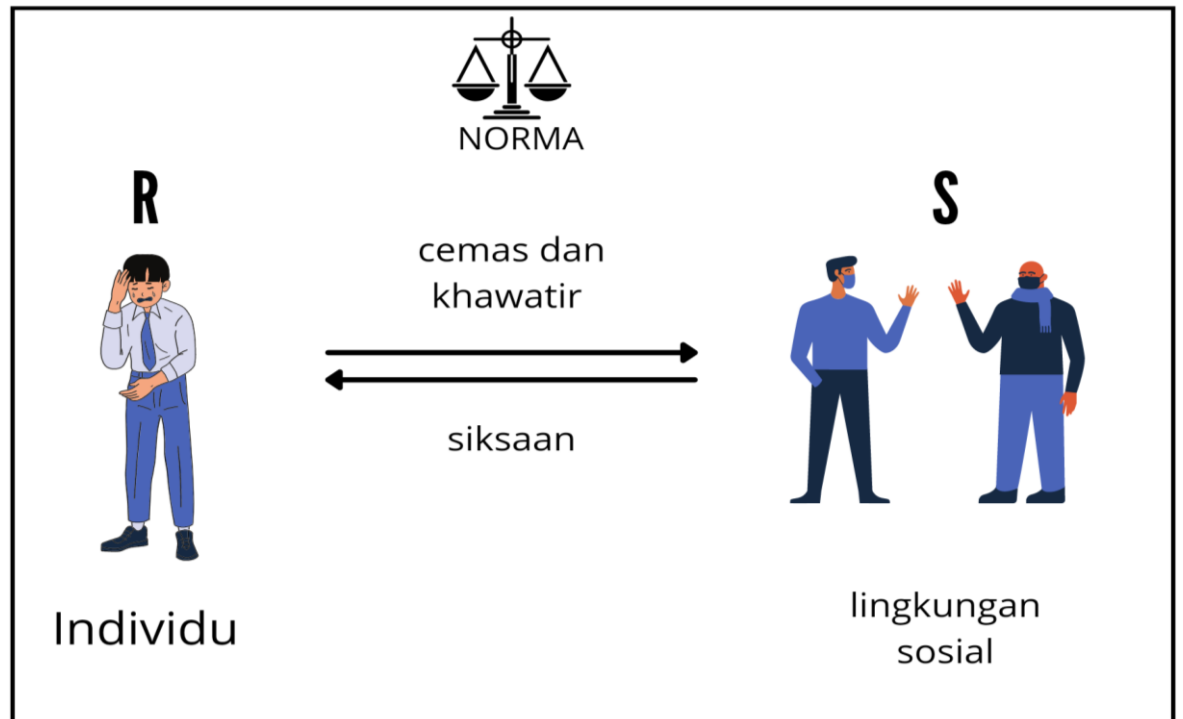 NORMA
R
S
cemas dan
khawatir
siksaan
Individu
lingkungan
sosial